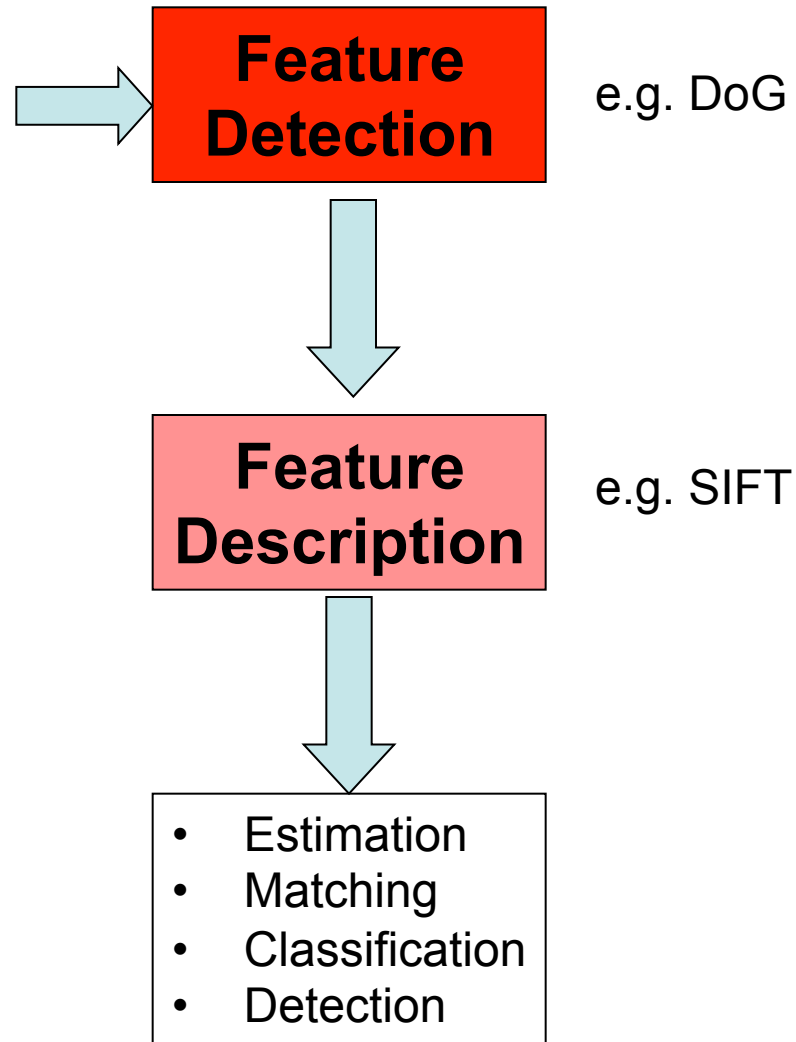 Feature
Detection
e.g. DoG
Feature
Description
e.g. SIFT
• Estimation
• Matching
• Classification
• Detection